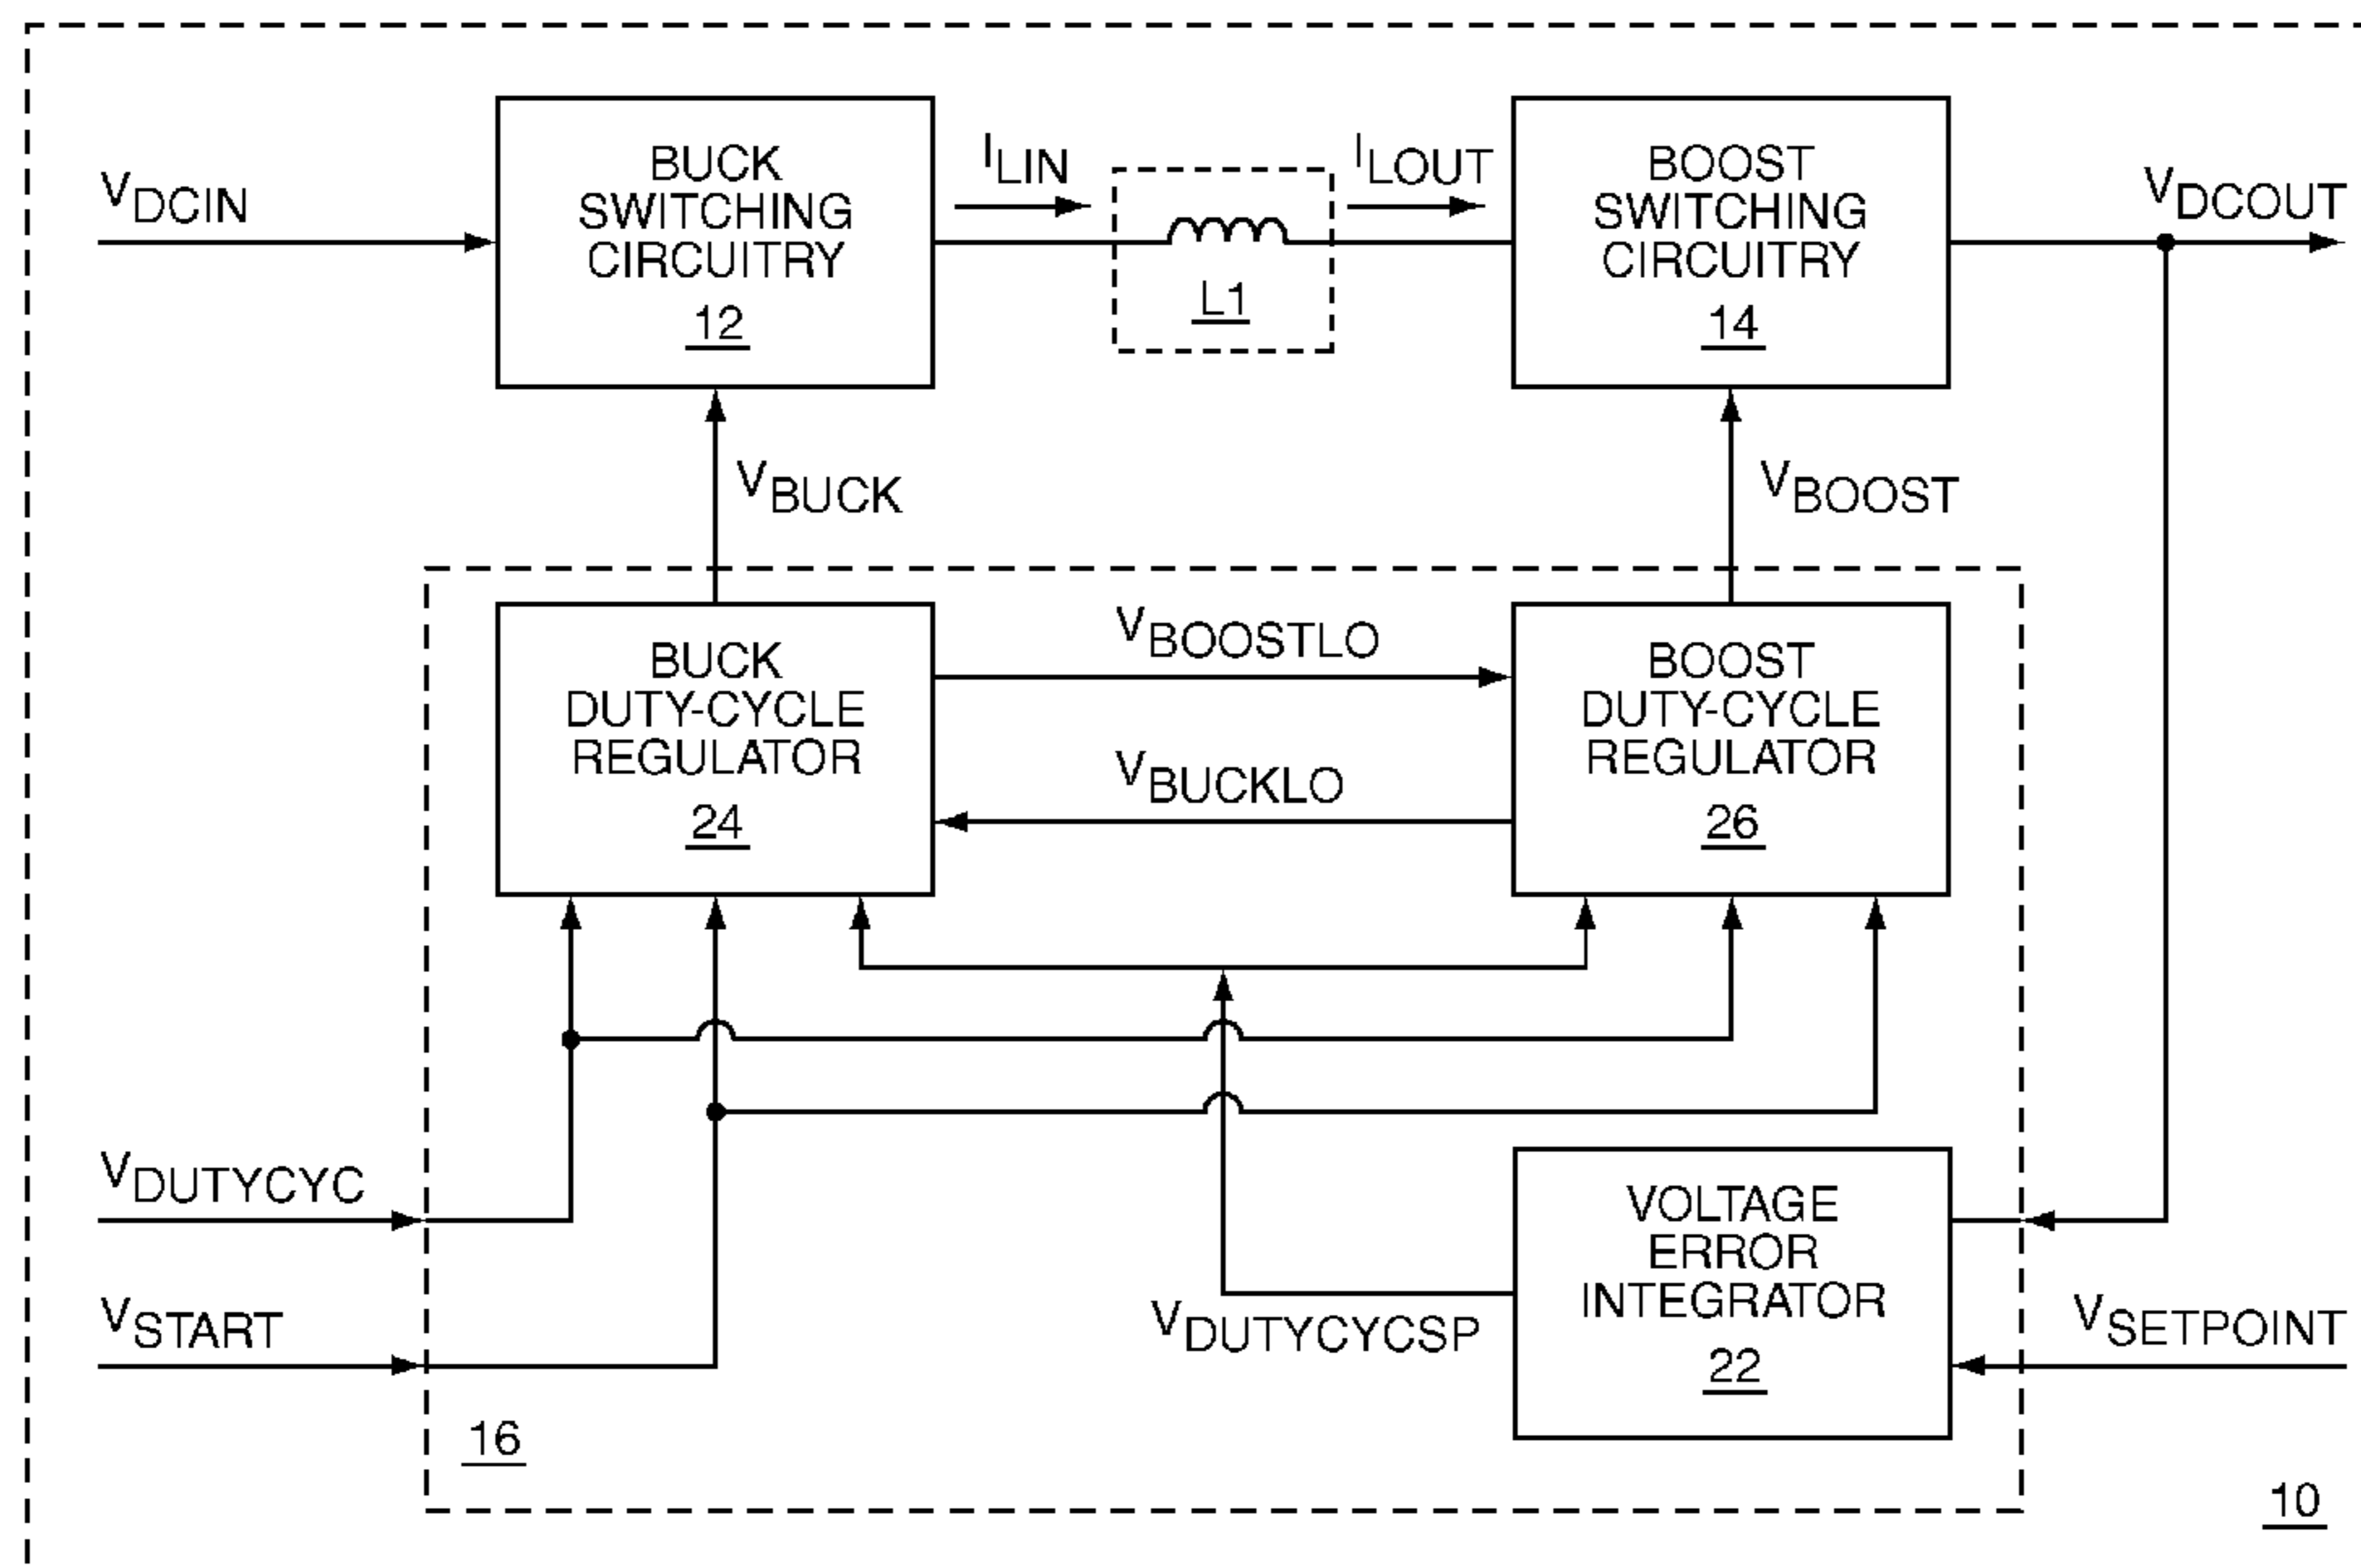 VDCIN
BUCK
SWITCHING
CIRCUITRY
12
ILIN
L1
ILOUT
BOOST
SWITCHING
CIRCUITRY
14
VDCOUT
VBUCK
VBOOST
BUCK
DUTY-CYCLE
REGULATOR
24
VBOOSTLO
VBUCKLO
BOOST
DUTY-CYCLE
REGULATOR
26
VDUTYCYC
VSTART
VDUTYCYCSP
VOLTAGE
ERROR
INTEGRATOR
22
VSETPOINT
16
10